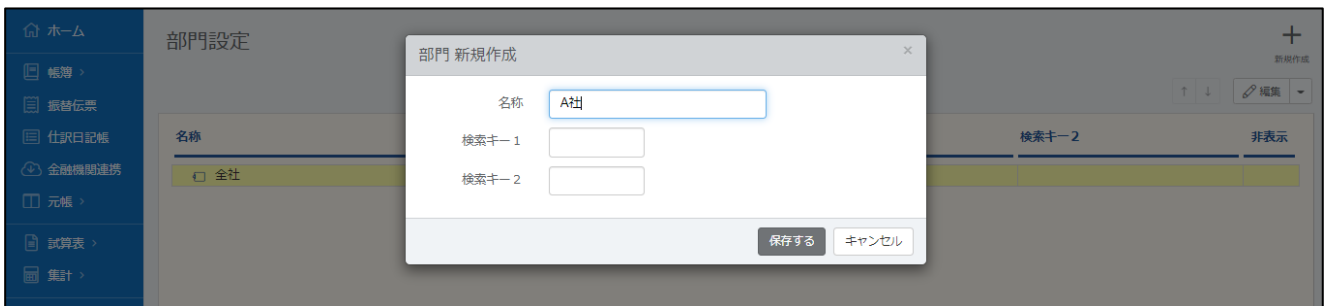 ホーム
帳簿 >
振替伝票
仕訳日記帳
金融機関連携
元帳 >
試算表 >
集計 >
部門設定
新規作成
↑ ↓ 編集
名称 検索キー2 非表示
全社
部門 新規作成 ×
名称 A社
検索キー1
検索キー2
保存する キャンセル